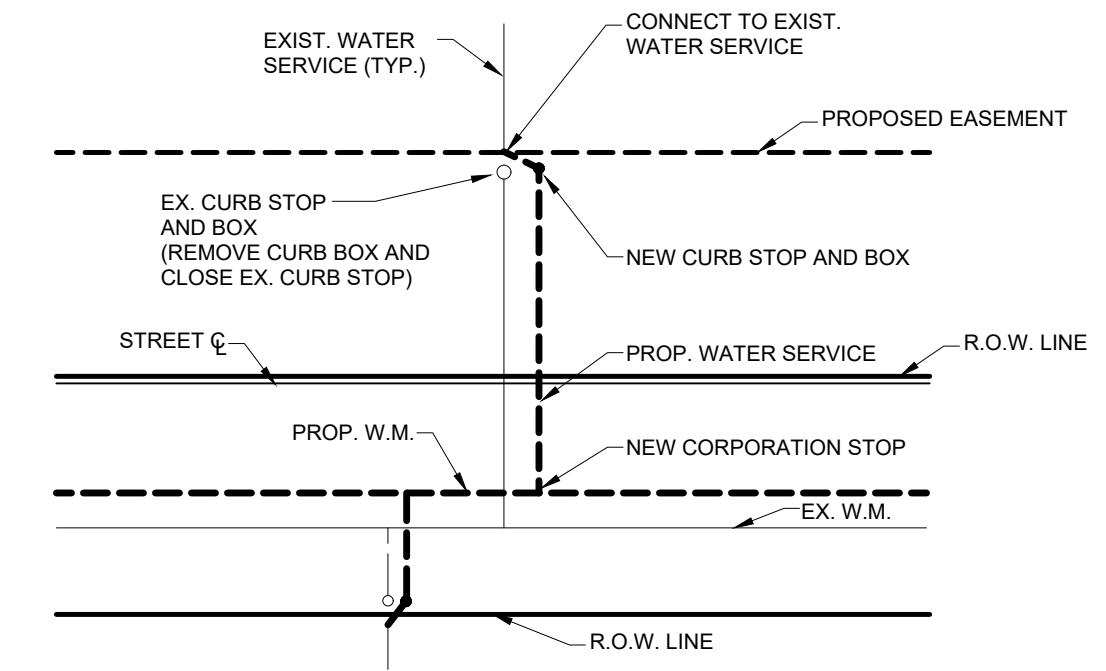 CONNECT TO EXIST.
WATER SERVICE
EXIST. WATER
SERVICE (TYP.)
PROPOSED EASEMENT
EX. CURB STOP
AND BOX
(REMOVE CURB BOX AND
CLOSE EX. CURB STOP)
NEW CURB STOP AND BOX
STREET ℄
PROP. WATER SERVICE
R.O.W. LINE
PROP. W.M.
NEW CORPORATION STOP
EX. W.M.
R.O.W. LINE